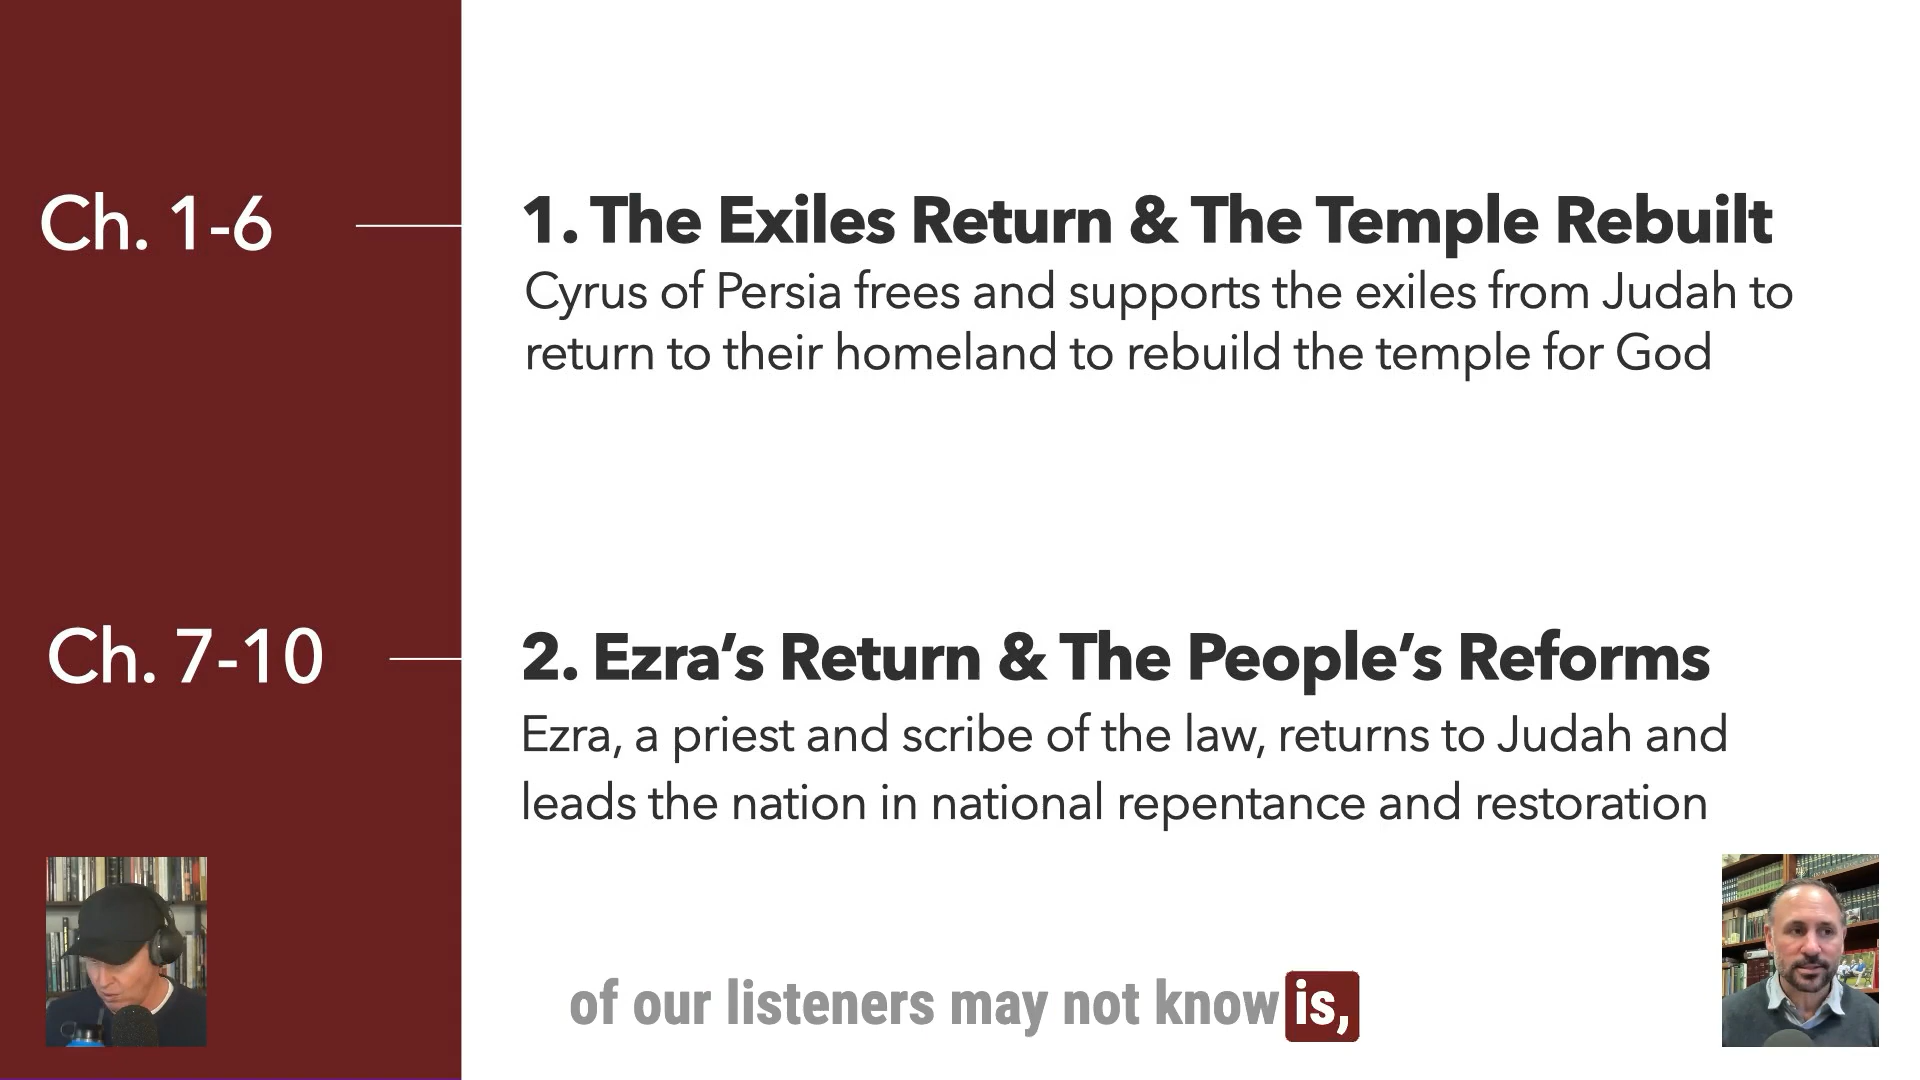 Ch. 1-6
1. The Exiles Return & The Temple Rebuilt
Cyrus of Persia frees and supports the exiles from Judah to
return to their homeland to rebuild the temple for God
Ch. 7-10
2. Ezra’s Return & The People’s Reforms
Ezra, a priest and scribe of the law, returns to Judah and
leads the nation in national repentance and restoration
of our listeners may not know is,